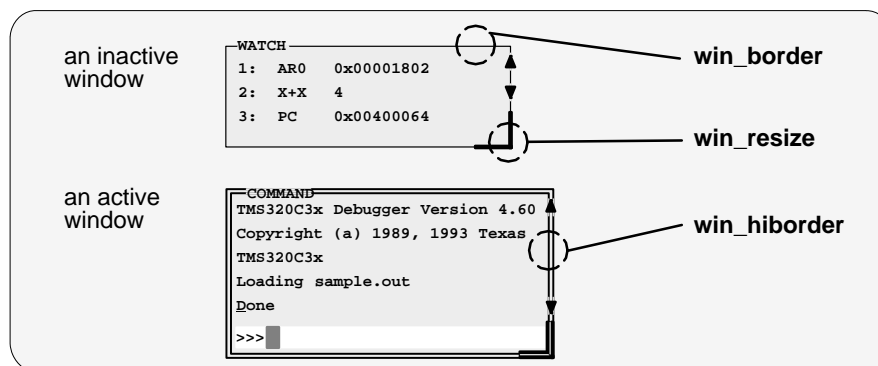 an inactive
window
WATCH
1: AR0 0x00001802
2: X+X 4
3: PC 0x00400064
win_border
win_resize
an active
window
COMMAND
TMS320C3x Debugger Version 4.60
Copyright (a) 1989, 1993 Texas
TMS320C3x
Loading sample.out
Done
>>>
win_hiborder